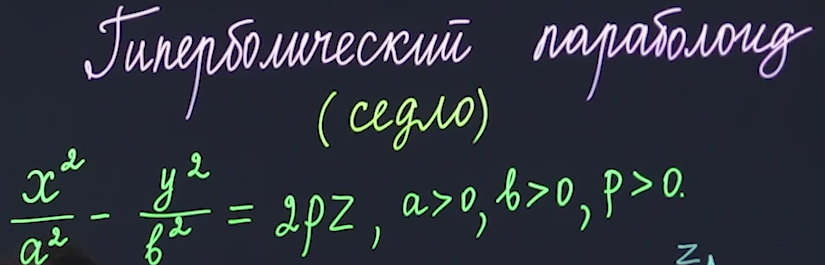 Гиперболический параболоид
(седло)
x²/a² - y²/b² = 2pz, a>0, b>0, p>0.
z